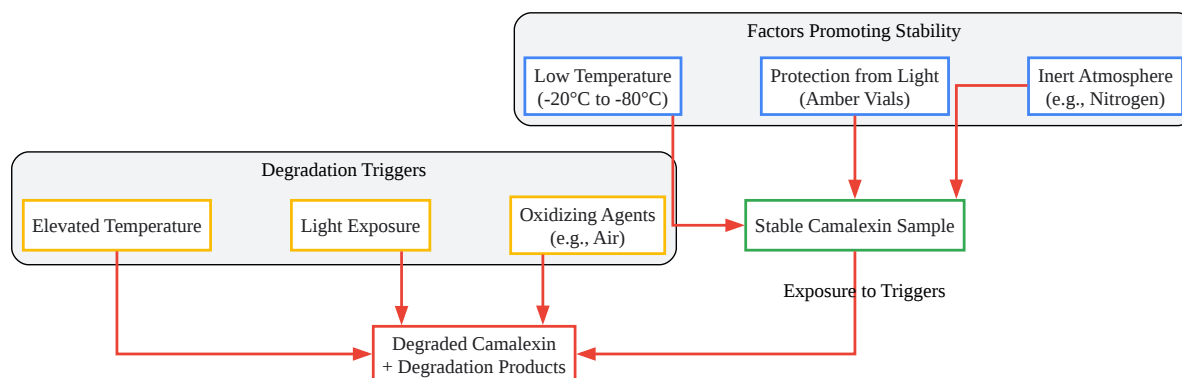 Factors Promoting Stability
Low Temperature
(-20°C to -80°C)
Protection from Light
(Amber Vials)
Inert Atmosphere
(e.g., Nitrogen)
Degradation Triggers
Elevated Temperature
Light Exposure
Oxidizing Agents
(e.g., Air)
Stable Camalexin Sample
Exposure to Triggers
Degraded Camalexin
+ Degradation Products